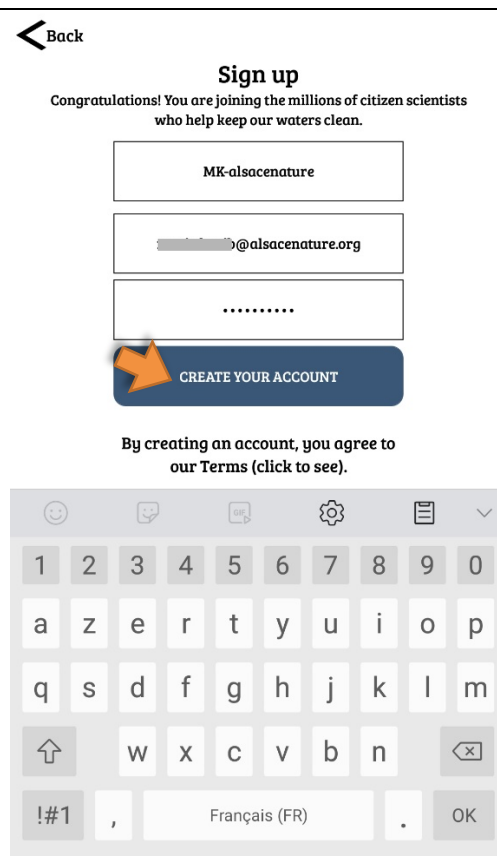 Back
Sign up
Congratulations! You are joining the millions of citizen scientists
who help keep our waters clean.
MK-alsacenature
@alsacenature.org
••••••••••
CREATE YOUR ACCOUNT
By creating an account, you agree to
our Terms (click to see).
GIF
1 2 3 4 5 6 7 8 9 0
a z e r t y u i o p
q s d f g h j k l m
w x c v b n
!#1 , Français (FR) . OK